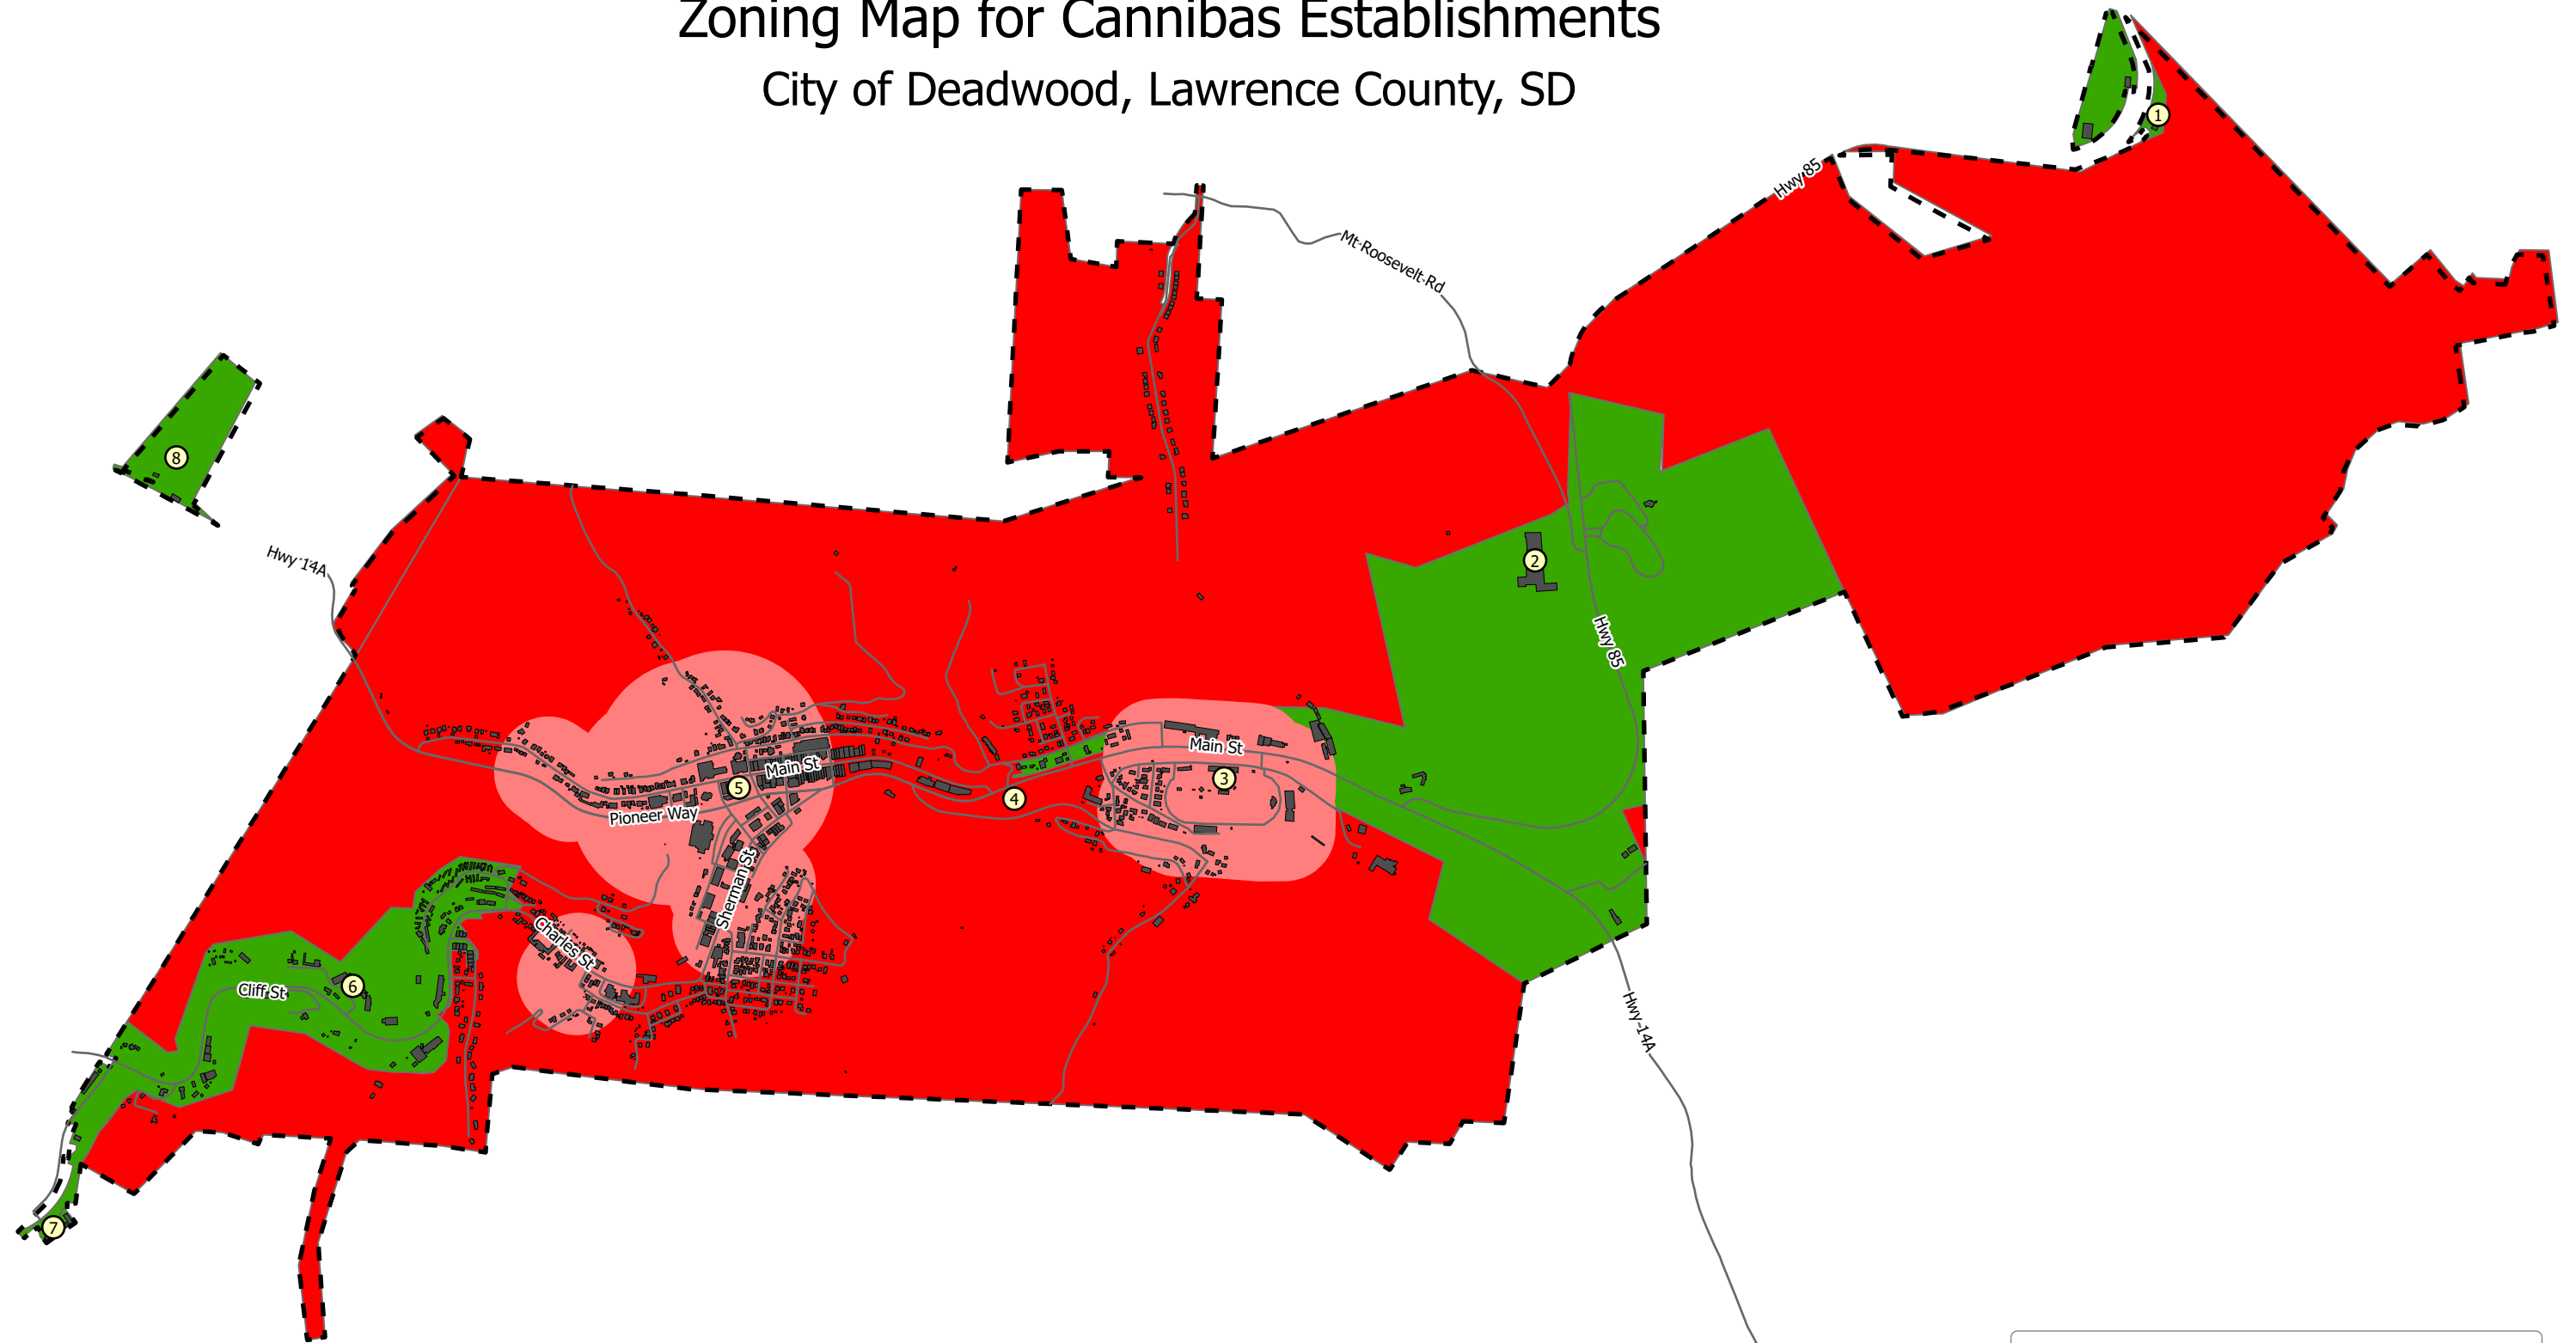 Zoning Map for Cannibas Establishments
City of Deadwood, Lawrence County, SD
1
Hwy 85
Mt Roosevelt Rd
8
Hwy 14A
2
Hwy 85
Main St
Main St
3
5
4
Pioneer Way
Sherman St
Charles St
6
Cliff St
Hwy 14A
7